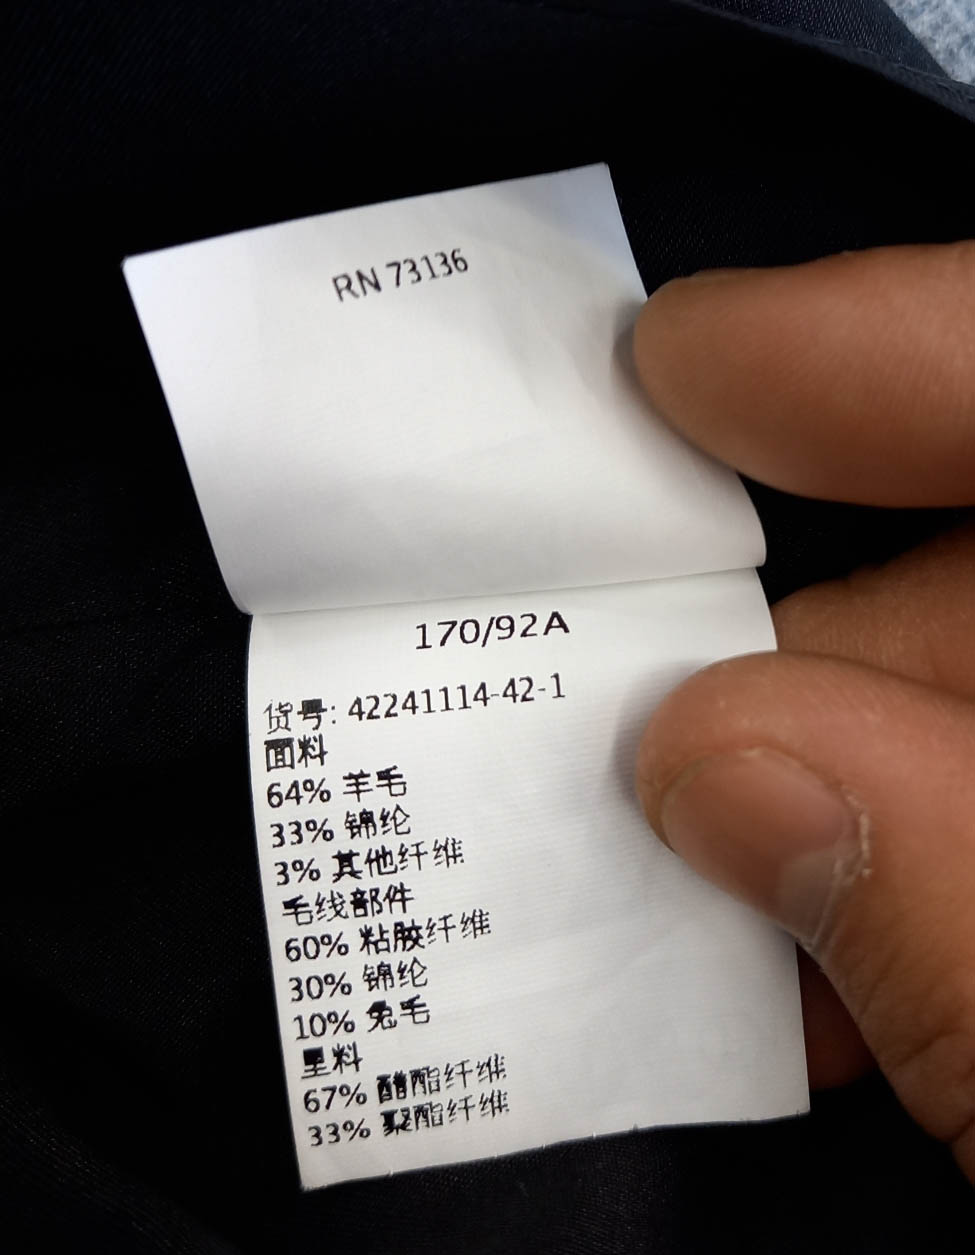 RN 73136
170/92A
货号: 42241114-42-1
面料
64% 羊毛
33% 锦纶
3% 其他纤维
毛线部件
60% 粘胶纤维
30% 锦纶
10% 兔毛
里料
67% 醋酯纤维
33% 聚酯纤维